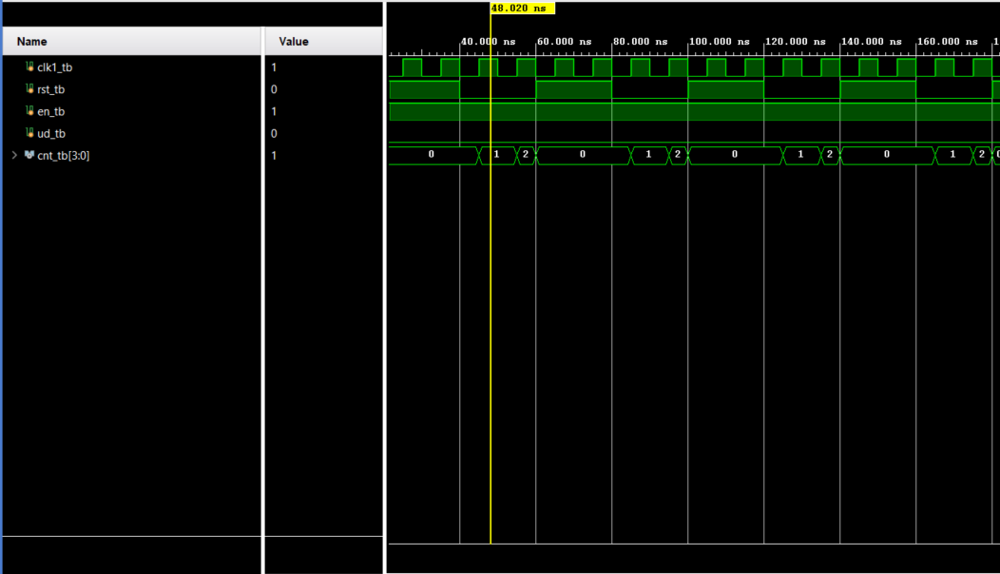 48.020 ns
Name Value
40.000 ns 60.000 ns 80.000 ns 100.000 ns 120.000 ns 140.000 ns 160.000 ns 1
clk1_tb 1
rst_tb 0
en_tb 1
ud_tb 0
cnt_tb[3:0] 1 0 1 2 0 1 2 0 1 2 0 1 2 0